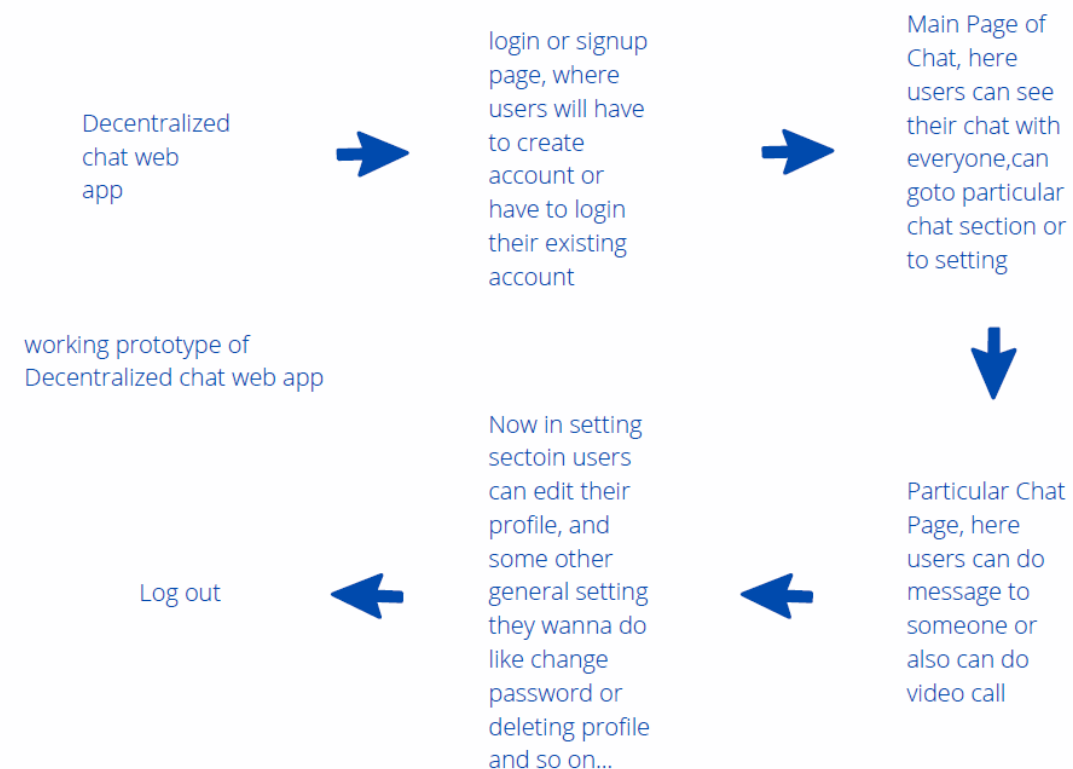 Decentralized
chat web
app
login or signup
page, where
users will have
to create
account or
have to login
their existing
account
Main Page of
Chat, here
users can see
their chat with
everyone,can
goto particular
chat section or
to setting
working prototype of
Decentralized chat web app
Particular Chat
Page, here
users can do
message to
someone or
also can do
video call
Now in setting
sectoin users
can edit their
profile, and
some other
general setting
they wanna do
like change
password or
deleting profile
and so on...
Log out